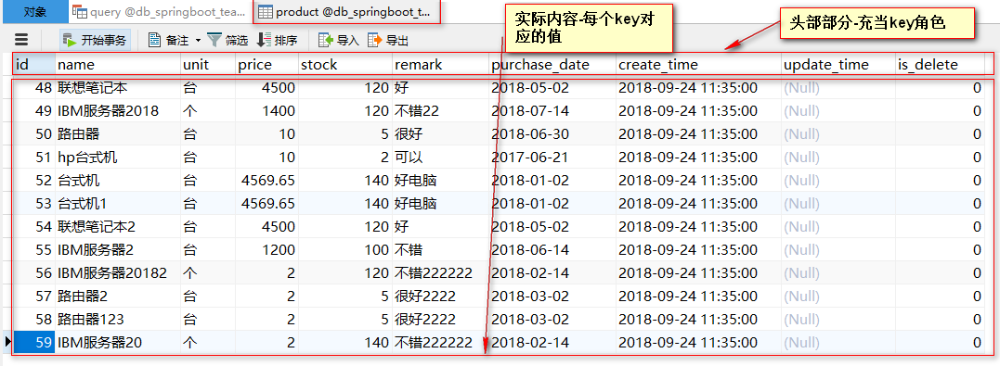 对象 query @db_springboot_tea... product @db_springboot_t...
实际内容-每个key对
应的值
头部部分-充当key角色
开始事务 备注 筛选 排序 导入 导出
id name unit price stock remark purchase_date create_time update_time is_delete
48 联想笔记本 台 4500 120 好 2018-05-02 2018-09-24 11:35:00 (Null) 0
49 IBM服务器2018 个 1400 120 不错22 2018-07-14 2018-09-24 11:35:00 (Null) 0
50 路由器 台 10 5 很好 2018-06-30 2018-09-24 11:35:00 (Null) 0
51 hp台式机 台 10 2 可以 2017-06-21 2018-09-24 11:35:00 (Null) 0
52 台式机 台 4569.65 140 好电脑 2018-01-02 2018-09-24 11:35:00 (Null) 0
53 台式机1 台 4569.65 140 好电脑 2018-01-02 2018-09-24 11:35:00 (Null) 0
54 联想笔记本2 台 4500 120 好 2018-05-02 2018-09-24 11:35:00 (Null) 0
55 IBM服务器2 台 1200 100 不错 2018-06-14 2018-09-24 11:35:00 (Null) 0
56 IBM服务器20182 个 2 120 不错222222 2018-02-14 2018-09-24 11:35:00 (Null) 0
57 路由器2 台 2 5 很好2222 2018-03-02 2018-09-24 11:35:00 (Null) 0
58 路由器123 台 2 5 很好2222 2018-03-02 2018-09-24 11:35:00 (Null) 0
59 IBM服务器20 个 2 140 不错222222 2018-02-14 2018-09-24 11:35:00 (Null) 0